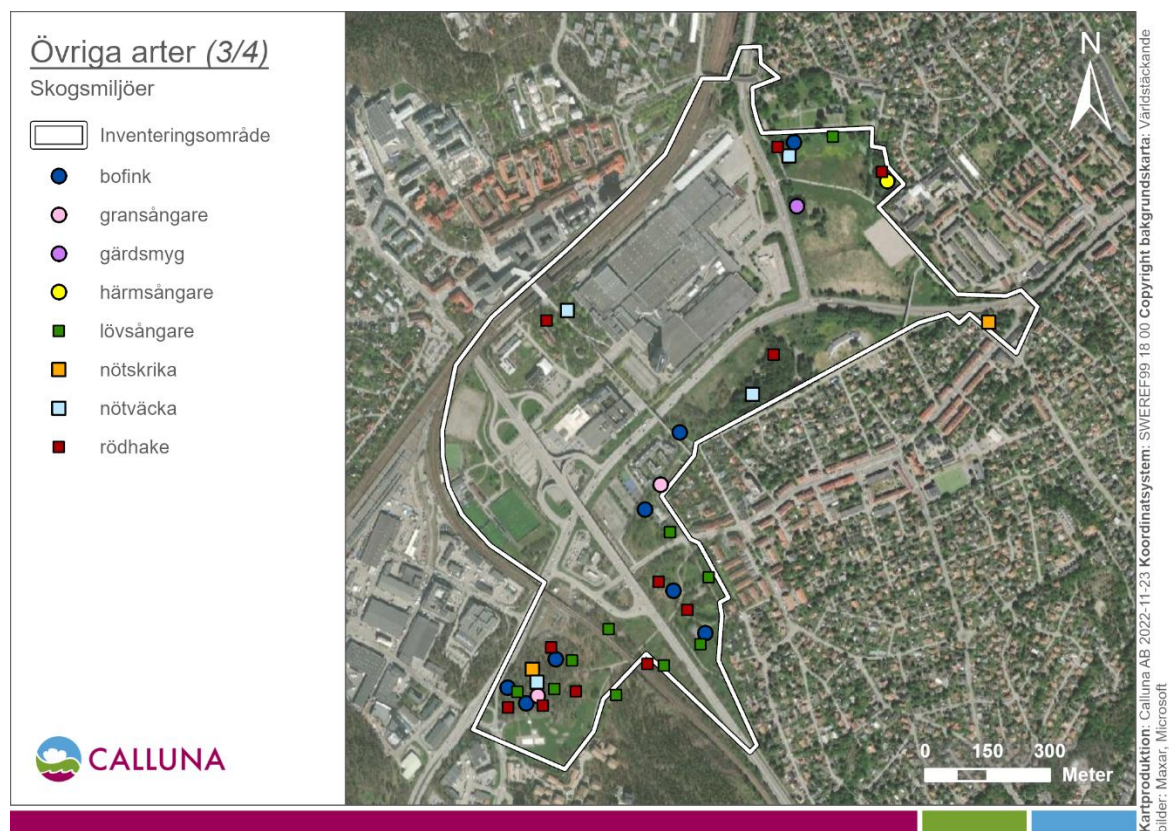 Övriga arter (3/4)
Skogsmiljöer
Inventeringsområde
bofink
gransångare
gärdsmyg
härmsångare
lövsångare
nötskrika
nötväcka
rödhake
CALLUNA
N
0 150 300
Meter
Kartproduktion: Calluna AB 2022-11-23 Koordinatsystem: SWEREF99 18 00 Copyright bakgrundskarta: Världstäckande
bilder: Maxar, Microsoft